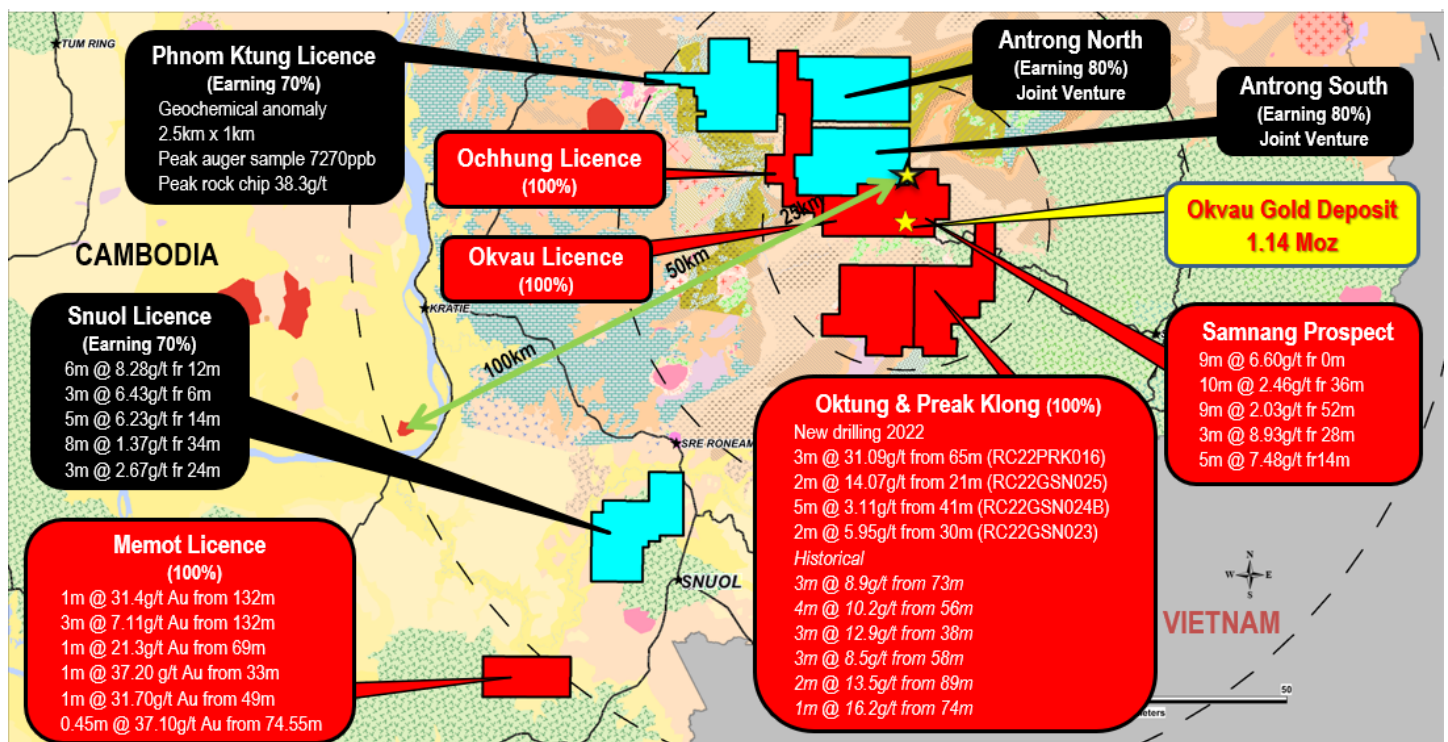 TUM RING
Phnom Ktung Licence
(Earning 70%)
Geochemical anomaly
2.5km x 1km
Peak auger sample 7270ppb
Peak rock chip 38.3g/t
Antrong North
(Earning 80%)
Joint Venture
Antrong South
(Earning 80%)
Joint Venture
Ochhung Licence
(100%)
Okvau Licence
(100%)
25km
50km
100km
Okvau Gold Deposit
1.14 Moz
CAMBODIA
KRATIE
Snuol Licence
(Earning 70%)
6m @ 8.28g/t fr 12m
3m @ 6.43g/t fr 6m
5m @ 6.23g/t fr 14m
8m @ 1.37g/t fr 34m
3m @ 2.67g/t fr 24m
Samnang Prospect
9m @ 6.60g/t fr 0m
10m @ 2.46g/t fr 36m
9m @ 2.03g/t fr 52m
3m @ 8.93g/t fr 28m
5m @ 7.48g/t fr14m
Oktung & Preak Klong (100%)
New drilling 2022
3m @ 31.09g/t from 65m (RC22PRK016)
2m @ 14.07g/t from 21m (RC22GSN025)
5m @ 3.11g/t from 41m (RC22GSN024B)
2m @ 5.95g/t from 30m (RC22GSN023)
Historical
3m @ 8.9g/t from 73m
4m @ 10.2g/t from 56m
3m @ 12.9g/t from 38m
3m @ 8.5g/t from 58m
2m @ 13.5g/t from 89m
1m @ 16.2g/t from 74m
SRE RONEAM
SNUOL
Memot Licence
(100%)
1m @ 31.4g/t Au from 132m
3m @ 7.11g/t Au from 132m
1m @ 21.3g/t Au from 69m
1m @ 37.20 g/t Au from 33m
1m @ 31.70g/t Au from 49m
0.45m @ 37.10g/t Au from 74.55m
N
W E
S
VIETNAM
50